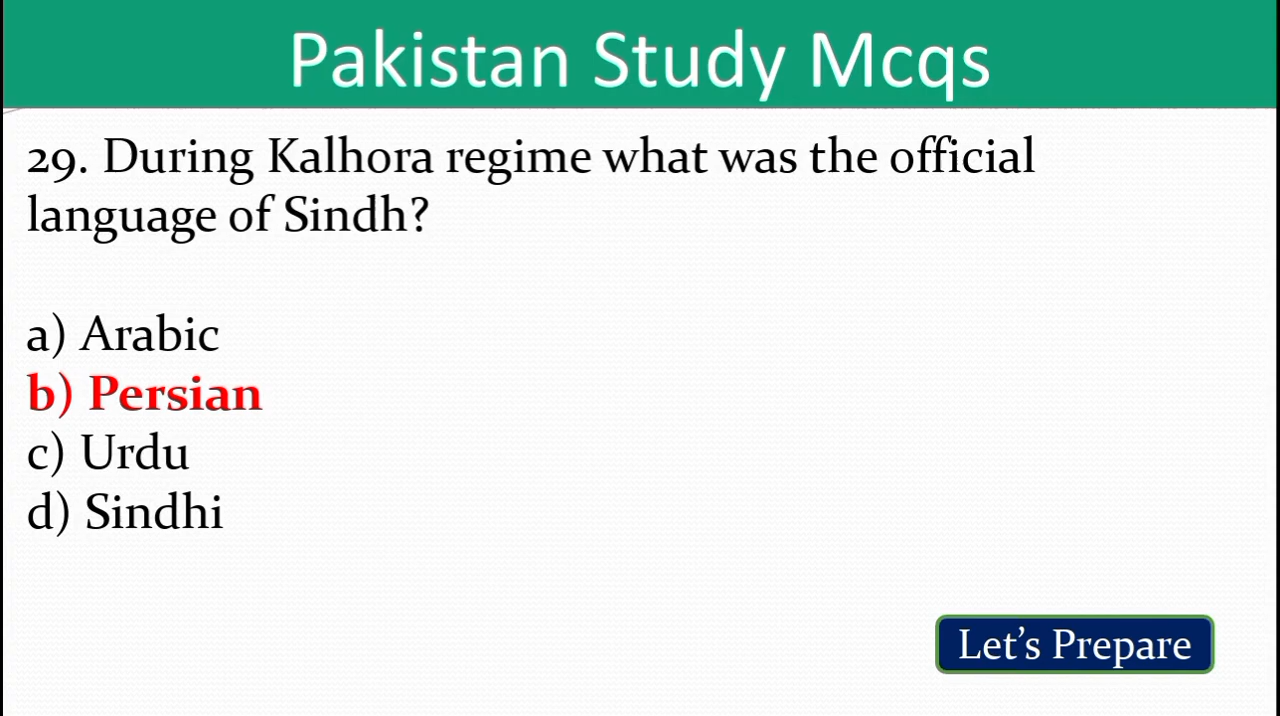 Pakistan Study Mcqs
29. During Kalhora regime what was the official
language of Sindh?
a) Arabic
b) Persian
c) Urdu
d) Sindhi
Let’s Prepare